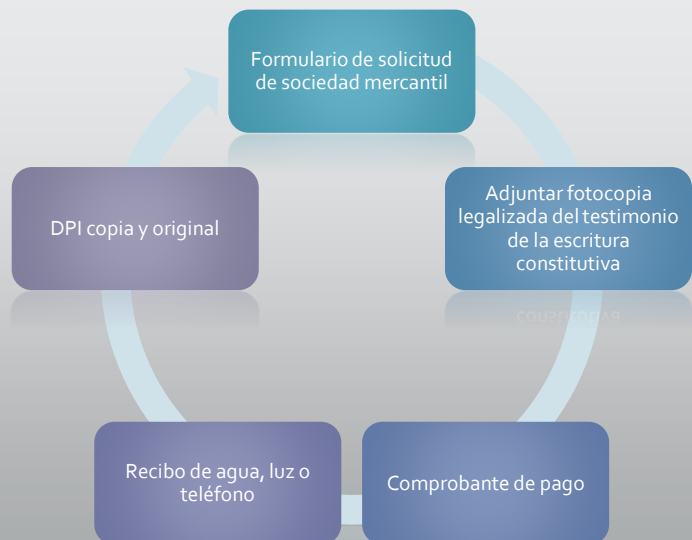 Formulario de solicitud
de sociedad mercantil
Adjuntar fotocopia
legalizada del testimonio
de la escritura
constitutiva
Comprobante de pago
Recibo de agua, luz o
teléfono
DPI copia y original